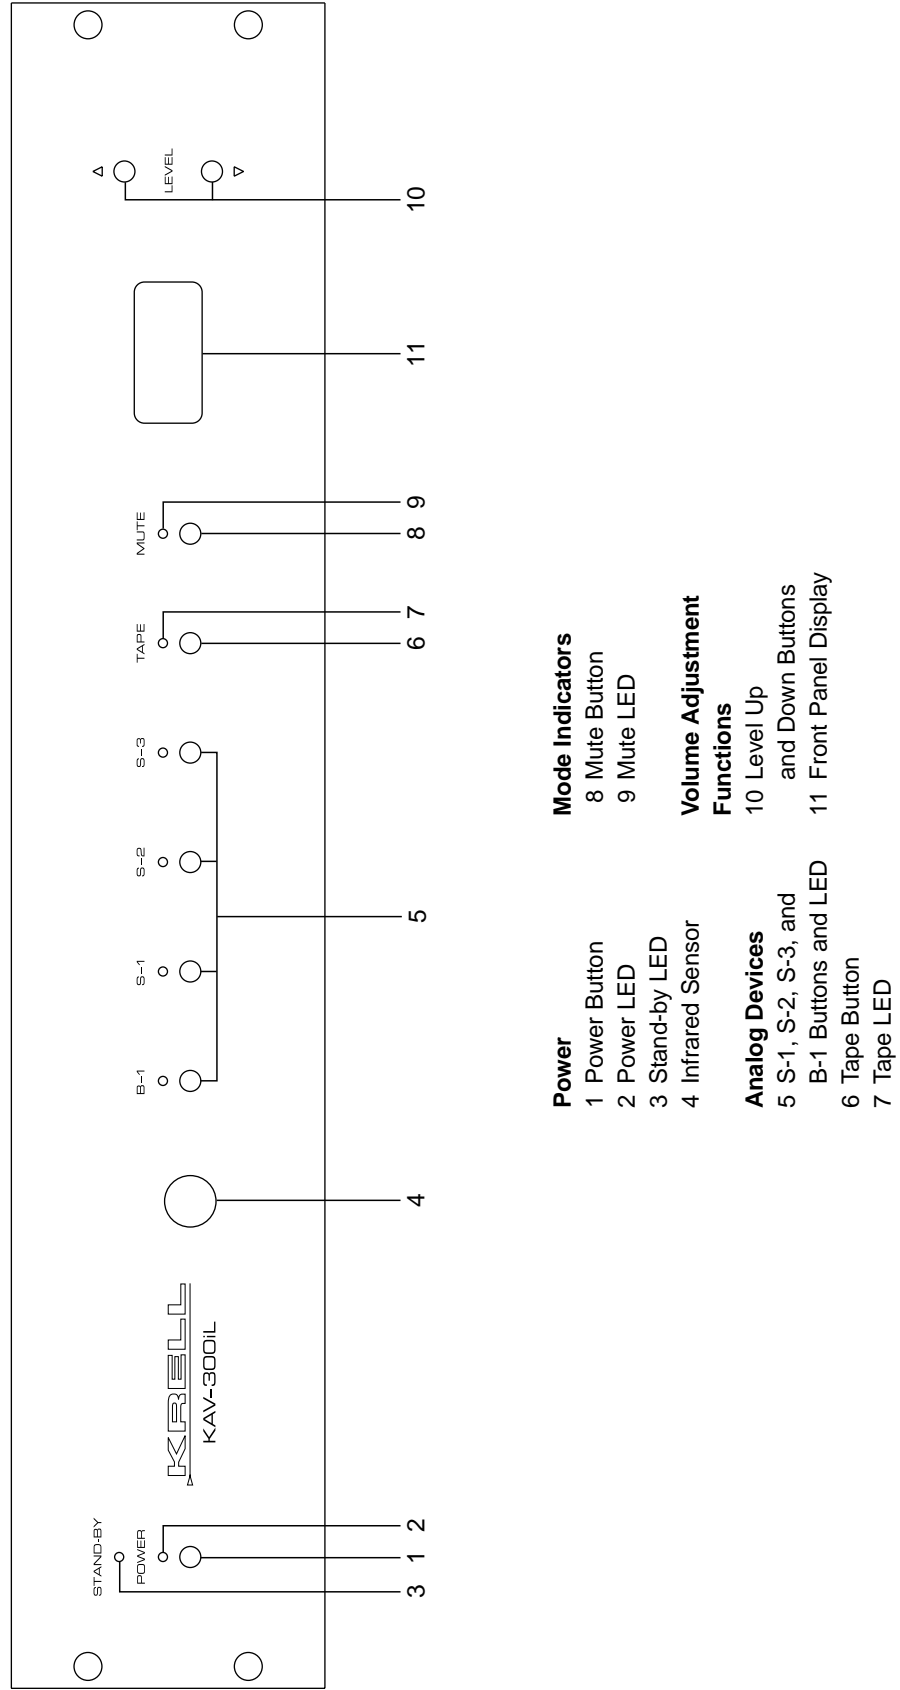 STAND-BY
POWER
KRELL
KAV-300iL
B-1
S-1
S-2
S-3
TAPE
MUTE
LEVEL
3
1
2
4
5
6
7
8
9
11
10
Power
1 Power Button
2 Power LED
3 Stand-by LED
4 Infrared Sensor
Analog Devices
5 S-1, S-2, S-3, and
B-1 Buttons and LED
6 Tape Button
7 Tape LED
Mode Indicators
8 Mute Button
9 Mute LED
Volume Adjustment
Functions
10 Level Up
and Down Buttons
11 Front Panel Display